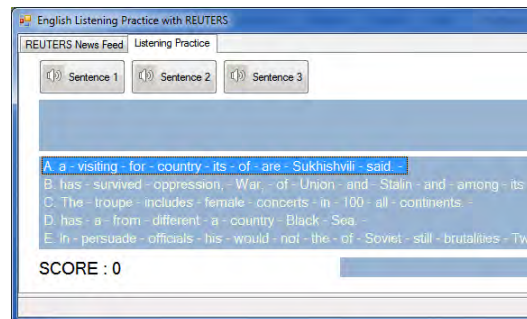 English Listening Practice with REUTERS
REUTERS News Feed Listening Practice
Sentence 1 Sentence 2 Sentence 3
A. a - visiting - for - country - its - of - are - Sukhishvili - said. -
B. has - survived - oppression, - War, - of - Union - and - Stalin - and - among - its
C. The - troupe - includes - female - concerts - in - 100 - all - continents. -
D. has - a - from - different - a - country - Black - Sea. -
E. in - persuade - officials - his - would - not - the - of - Soviet - still - brutalities - Tw
SCORE : 0